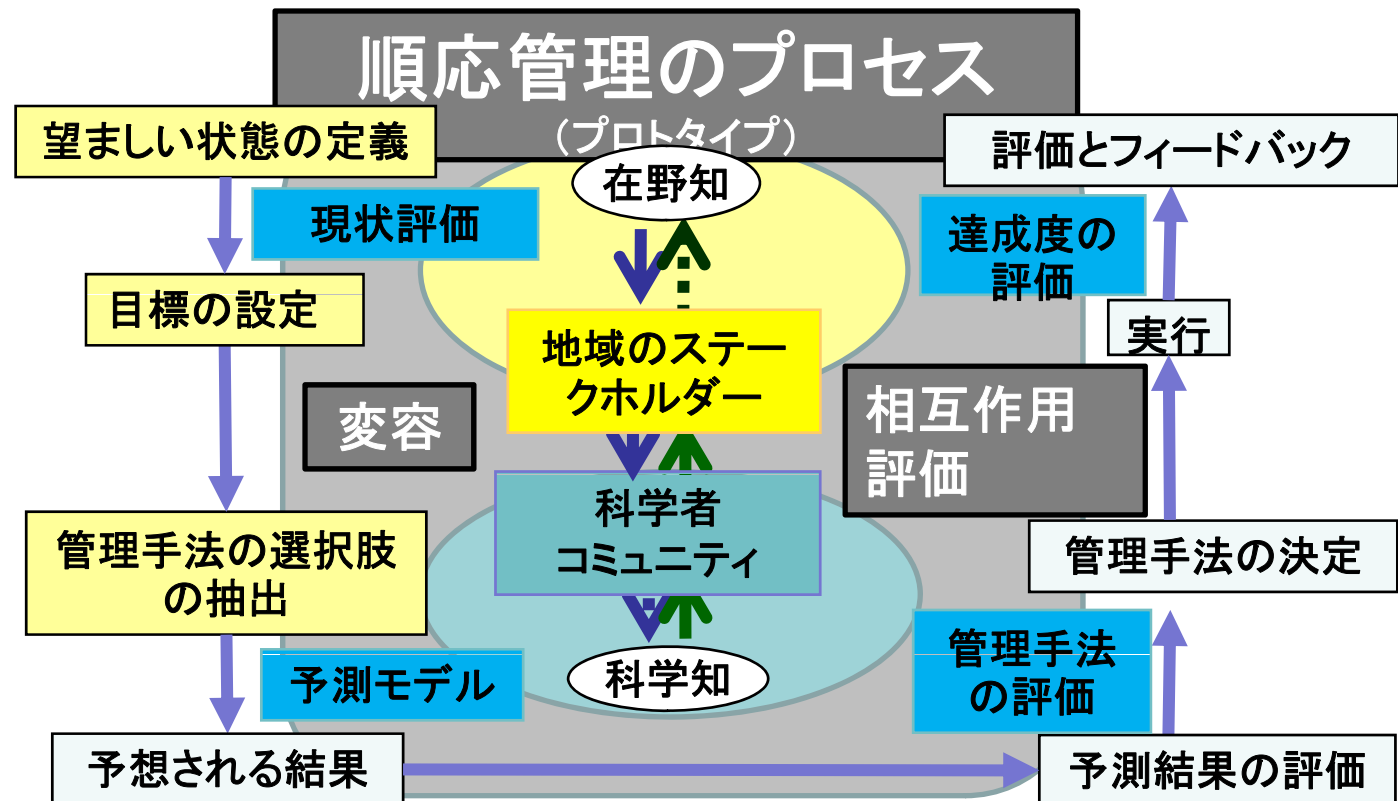 順応管理のプロセス
（プロトタイプ）
望ましい状態の定義
現状評価
目標の設定
変容
管理手法の選択肢
の抽出
予測モデル
予想される結果
在野知
地域のステー
クホルダー
科学者
コミュニティ
科学知
評価とフィードバック
達成度の
評価
実行
相互作用
評価
管理手法の決定
管理手法
の評価
予測結果の評価